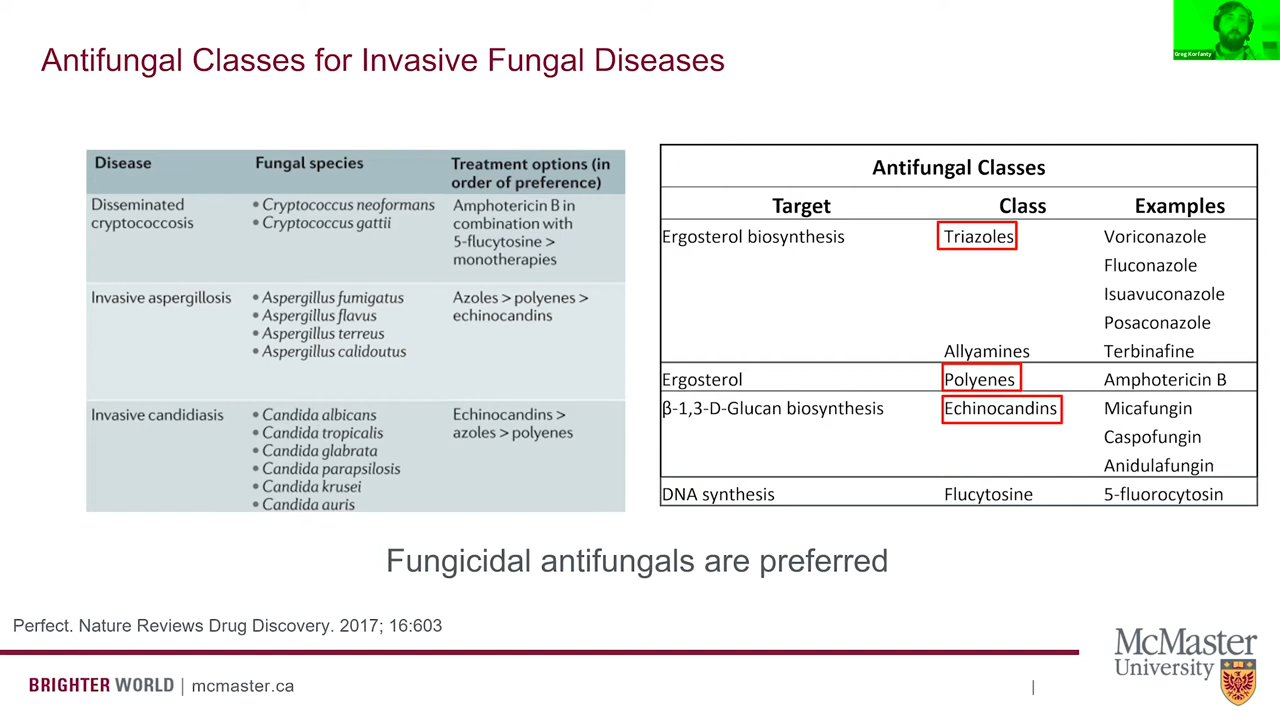 Greg Korfanty
Antifungal Classes for Invasive Fungal Diseases
Disease Fungal species Treatment options (in
order of preference)
Disseminated
cryptococcosis
• Cryptococcus neoformans
• Cryptococcus gattii
Amphotericin B in
combination with
5-flucytosine >
monotherapies
Invasive aspergillosis
• Aspergillus fumigatus
• Aspergillus flavus
• Aspergillus terreus
• Aspergillus calidoutus
Azoles > polyenes >
echinocandins
Invasive candidiasis
• Candida albicans
• Candida tropicalis
• Candida glabrata
• Candida parapsilosis
• Candida krusei
• Candida auris
Echinocandins >
azoles > polyenes
Antifungal Classes
Target Class Examples
Ergosterol biosynthesis Triazoles Voriconazole
Fluconazole
Isuavuconazole
Posaconazole
Allyamines Terbinafine
Ergosterol Polyenes Amphotericin B
β-1,3-D-Glucan biosynthesis Echinocandins Micafungin
Caspofungin
Anidulafungin
DNA synthesis Flucytosine 5-fluorocytosin
Fungicidal antifungals are preferred
Perfect. Nature Reviews Drug Discovery. 2017; 16:603
BRIGHTER WORLD | mcmaster.ca
|
McMaster
University